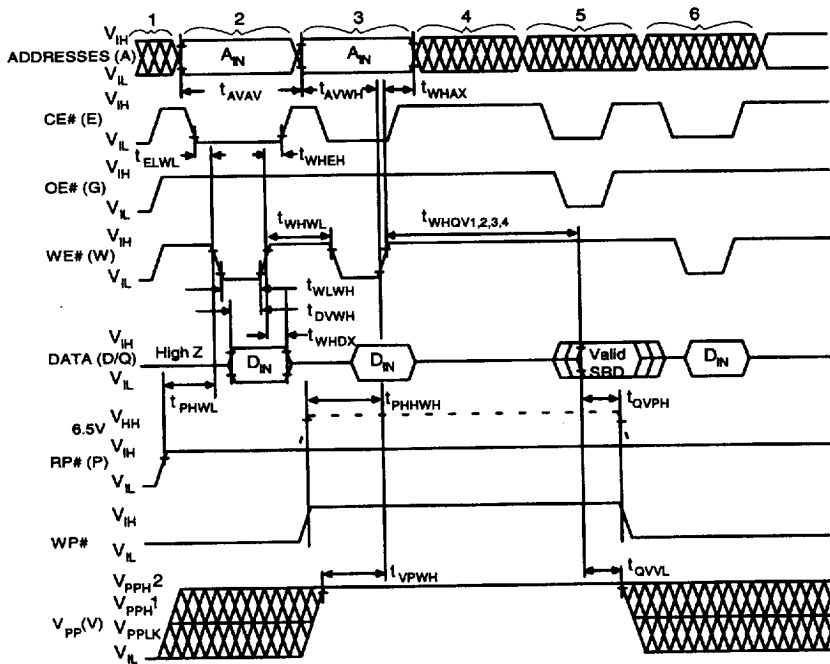 1 2 3 4 5 6
V_IH
ADDRESSES (A) A_IN A_IN
V_IL
t_AVAV t_AVWH t_WHAX
V_IH
CE# (E)
V_IL
t_ELWL t_WHEH
V_IH
OE# (G)
V_IL
t_WHWL t_WHQV1,2,3,4
V_IH
WE# (W)
V_IL
t_WLWH
t_DVWH
t_WHDX
V_IH
DATA (D/Q) High Z D_IN D_IN Valid SRD D_IN
V_IL
t_PHWL t_PHHWH t_QVPH
6.5V V_HH
V_IH
RP# (P)
V_IL
V_IH
WP#
V_IL
t_VPWH t_QVVL
V_PPH2
V_PPH1
V_PP(V) V_PPLK
V_IL